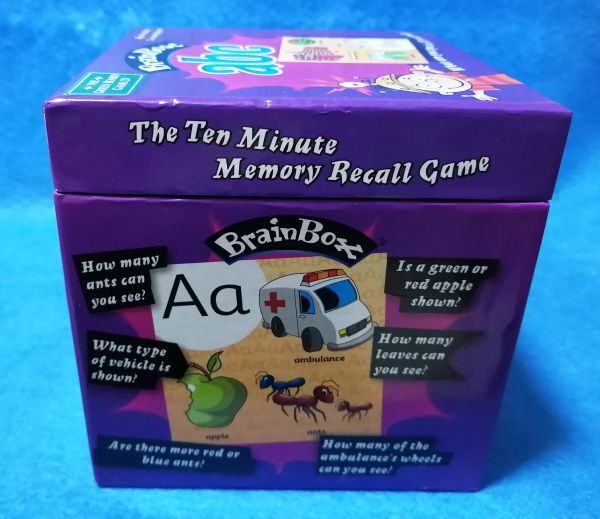 BrainBox
abc
The Ten Minute
Memory Recall Game
BrainBox
How many
ants can
you see?
Aa
ambulance
Is a green or
red apple
shown?
What type
of vehicle is
shown?
How many
leaves can
you see?
apple
ants
Are there more red or
blue ants?
How many of the
ambulance's wheels
can you see?